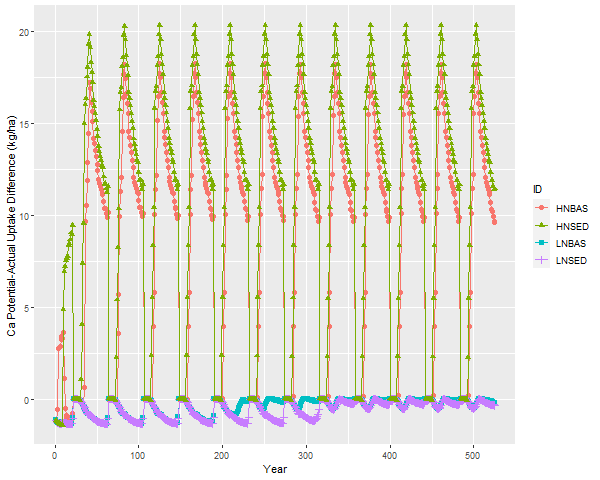 Ca Potential-Actual Uptake Difference (kg/ha)
20
15
10
5
0
0
100
200
300
400
500
Year
ID
HNBAS
HNSED
LNBAS
LNSED